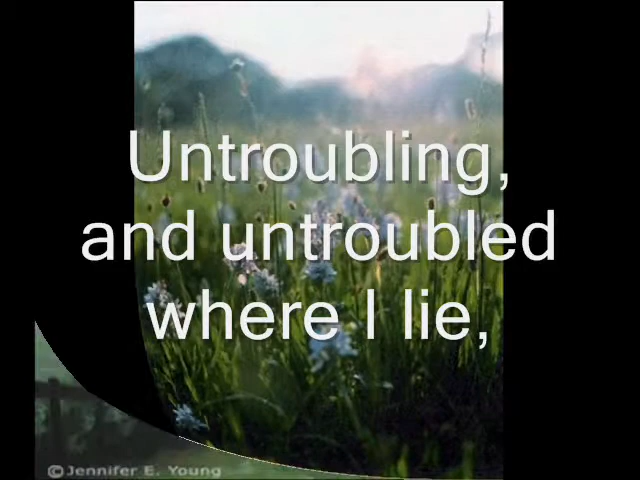 Untroubling,
and untroubled
where I lie,
©Jennifer E. Young